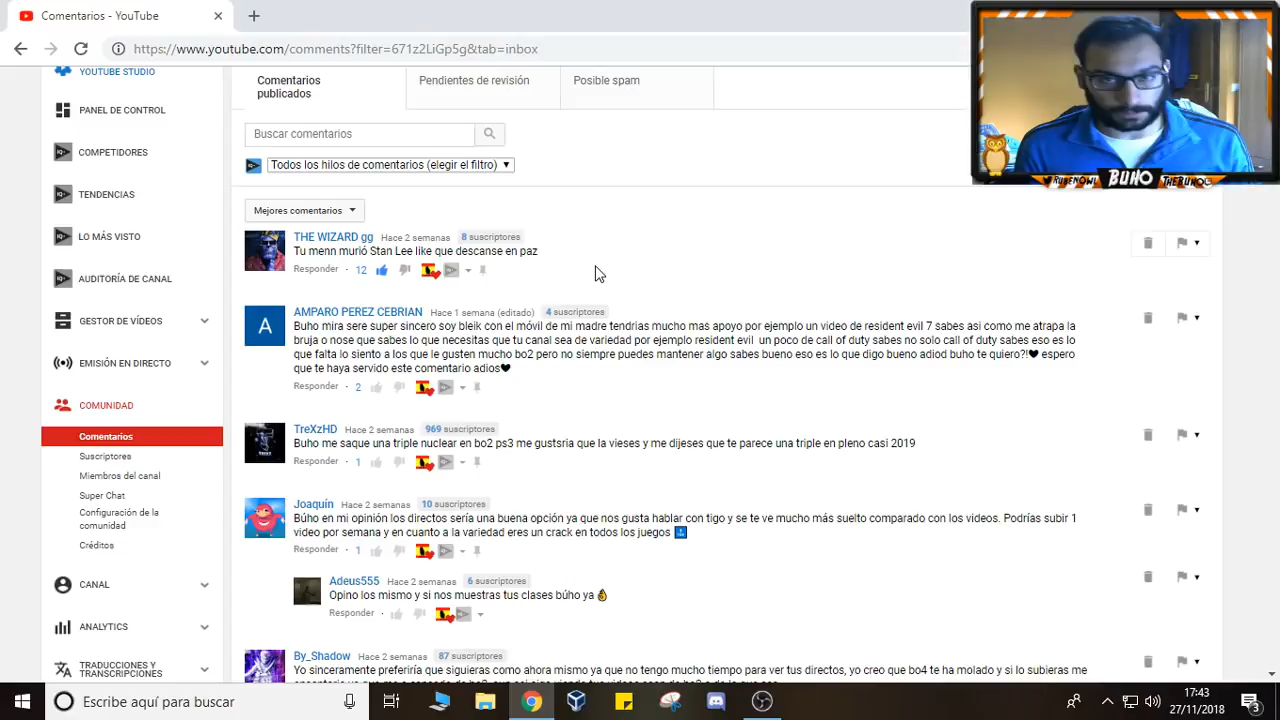 Comentarios - YouTube
https://www.youtube.com/comments?filter=671z2LiGp5g&tab=inbox
YOUTUBE STUDIO
PANEL DE CONTROL
COMPETIDORES
TENDENCIAS
LO MÁS VISTO
AUDITORÍA DE CANAL
GESTOR DE VÍDEOS
EMISIÓN EN DIRECTO
COMUNIDAD
Comentarios
Suscriptores
Miembros del canal
Super Chat
Configuración de la
comunidad
Créditos
CANAL
ANALYTICS
TRADUCCIONES Y
TRANSCRIPCIONES
Comentarios
publicados
Pendientes de revisión
Posible spam
Buscar comentarios
Todos los hilos de comentarios (elegir el filtro)
Mejores comentarios
THE WIZARD gg Hace 2 semanas 8 suscriptores
Tu menn murió Stan Lee like que descanse en paz
Responder · 12
AMPARO PEREZ CEBRIAN Hace 1 semana (editado) 4 suscriptores
Buho mira sere super sincero soy bleik con el móvil de mi madre tendrias mucho mas apoyo por ejemplo un video de resident evil 7 sabes asi como me atrapa la
bruja o nose que sabes lo que necesitas que tu canal sea de variedad por ejemplo resident evil un poco de call of duty sabes no solo call of duty sabes eso es lo
que falta lo siento a los que le gusten mucho bo2 pero no siempre puedes mantener algo sabes bueno eso es lo que digo bueno adiod buho te quiero?!♥ espero
que te haya servido este comentario adios♥
Responder · 2
TreXzHD Hace 2 semanas 969 suscriptores
Buho me saque una triple nuclear en bo2 ps3 me gustsria que la vieses y me dijeses que te parece una triple en pleno casi 2019
Responder · 1
Joaquín Hace 2 semanas 10 suscriptores
Búho en mi opinión los directos sería una buena opción ya que nos gusta hablar con tigo y se te ve mucho más suelto comparado con los videos. Podrías subir 1
video por semana y en cuanto a la variedad eres un crack en todos los juegos
Responder · 1
Adeus555 Hace 2 semanas 6 suscriptores
Opino los mismo y si nos muestras tus clases búho ya 👌
Responder ·
By_Shadow Hace 2 semanas 87 suscriptores
Yo sinceramente preferiría que siguieras como ahora mismo ya que no tengo mucho tiempo para ver tus directos, yo creo que bo4 te ha molado y si lo subieras me
RUBENOWL BUHO
Escribe aquí para buscar
17:43
27/11/2018
3